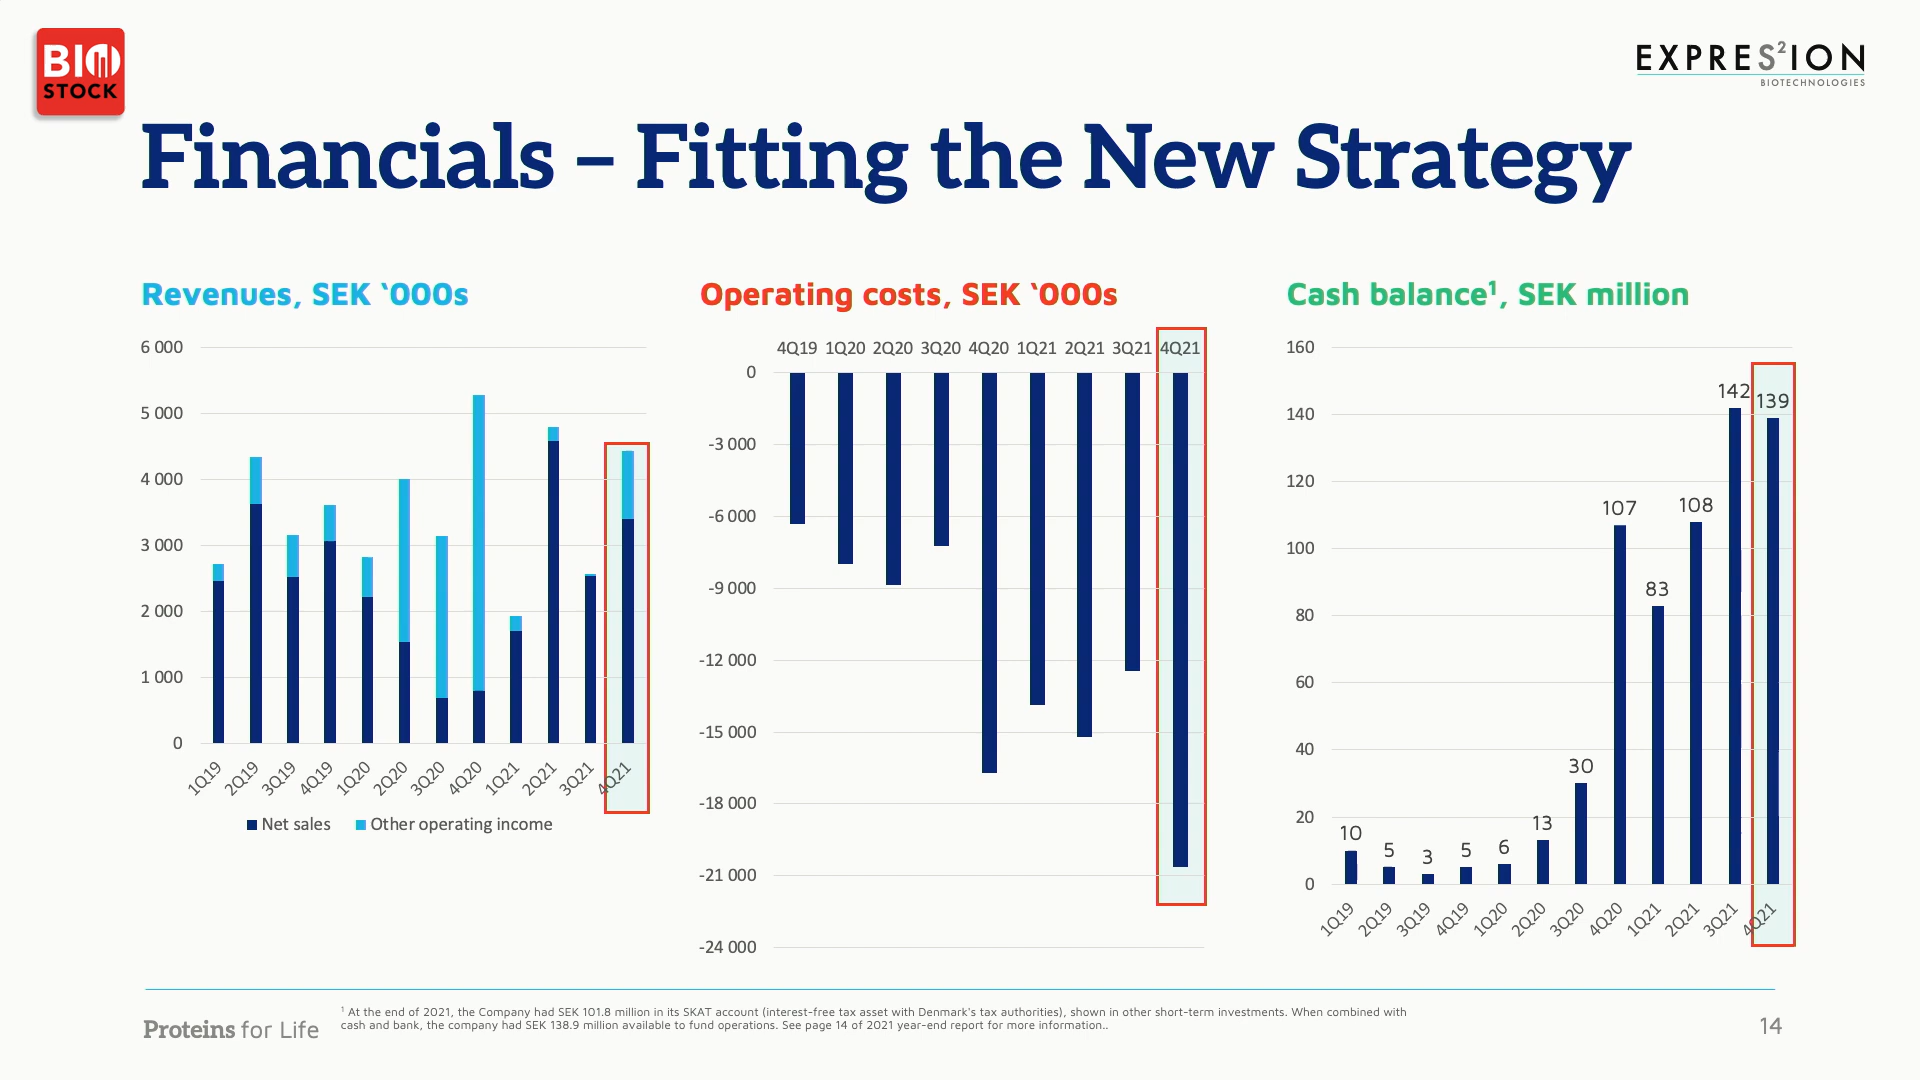 BIO
STOCK
EXPRES²ION
BIOTECHNOLOGIES
Financials – Fitting the New Strategy
Revenues, SEK ‘000s
6 000
5 000
4 000
3 000
2 000
1 000
0
1Q19 2Q19 3Q19 4Q19 1Q20 2Q20 3Q20 4Q20 1Q21 2Q21 3Q21 4Q21
Net sales Other operating income
Operating costs, SEK ‘000s
4Q19 1Q20 2Q20 3Q20 4Q20 1Q21 2Q21 3Q21 4Q21
0
-3 000
-6 000
-9 000
-12 000
-15 000
-18 000
-21 000
-24 000
Cash balance¹, SEK million
160
140
120
100
80
60
40
20
0
10 5 3 5 6 13 30 107 83 108 142 139
1Q19 2Q19 3Q19 4Q19 1Q20 2Q20 3Q20 4Q20 1Q21 2Q21 3Q21 4Q21
Proteins for Life
¹ At the end of 2021, the Company had SEK 101.8 million in its SKAT account (interest-free tax asset with Denmark's tax authorities), shown in other short-term investments. When combined with
cash and bank, the company had SEK 138.9 million available to fund operations. See page 14 of 2021 year-end report for more information..
14